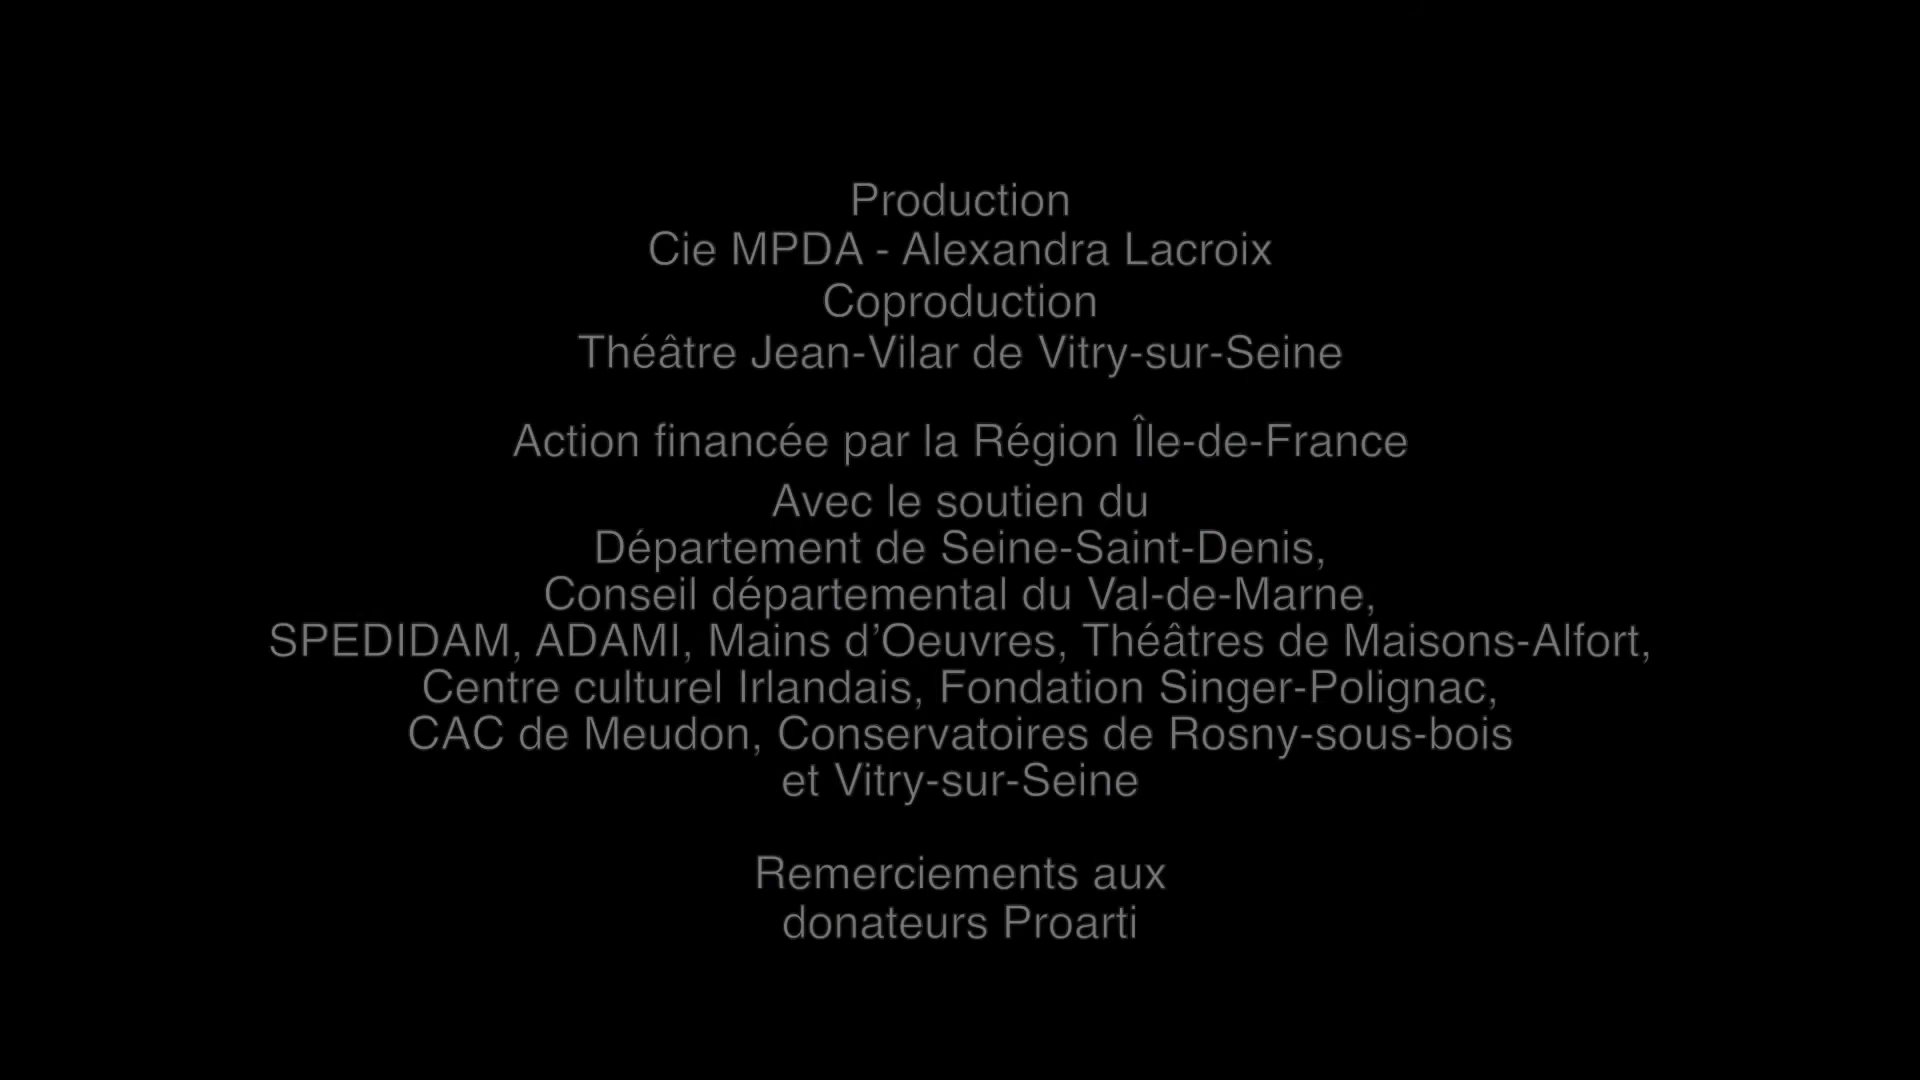 Production
Cie MPDA - Alexandra Lacroix
Coproduction
Théâtre Jean-Vilar de Vitry-sur-Seine
Action financée par la Région Île-de-France
Avec le soutien du
Département de Seine-Saint-Denis,
Conseil départemental du Val-de-Marne,
SPEDIDAM, ADAMI, Mains d’Oeuvres, Théâtres de Maisons-Alfort,
Centre culturel Irlandais, Fondation Singer-Polignac,
CAC de Meudon, Conservatoires de Rosny-sous-bois
et Vitry-sur-Seine
Remerciements aux
donateurs Proarti